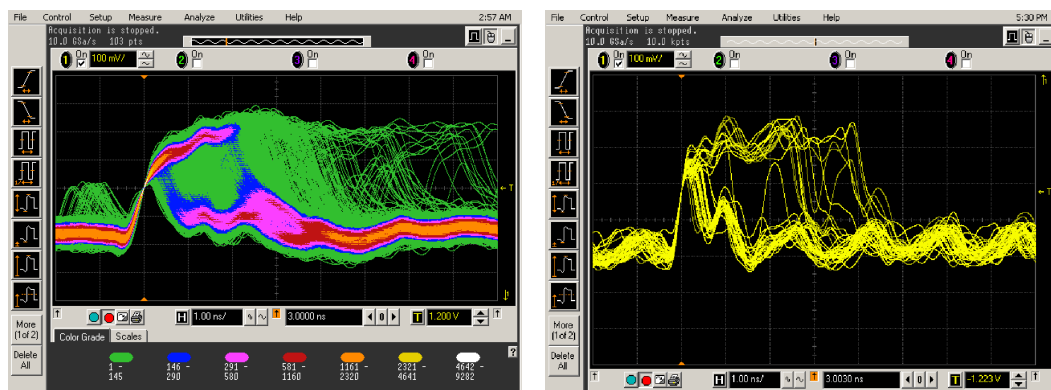 File Control Setup Measure Analyze Utilities Help 2:57 AM
Acquisition is stopped.
10.0 GSa/s 103 pts
1 On 100 mV/ 2 On 3 On 4 On
T
1
H 1.00 ns/ 3.0000 ns 0 T 1.200 V
More
(1 of 2)
Delete
All
Color Grade Scales
?
1 - 146 - 291 - 581 - 1161 - 2321 - 4642 -
145 290 580 1160 2320 4641 9282
File Control Setup Measure Analyze Utilities Help 5:30 PM
Acquisition is stopped.
10.0 GSa/s 10.0 kpts
1 On 100 mV/ 2 On 3 On 4 On
1
T
More
(1 of 2)
Delete
All
H 1.00 ns/ 3.0030 ns 0 T -1.223 V